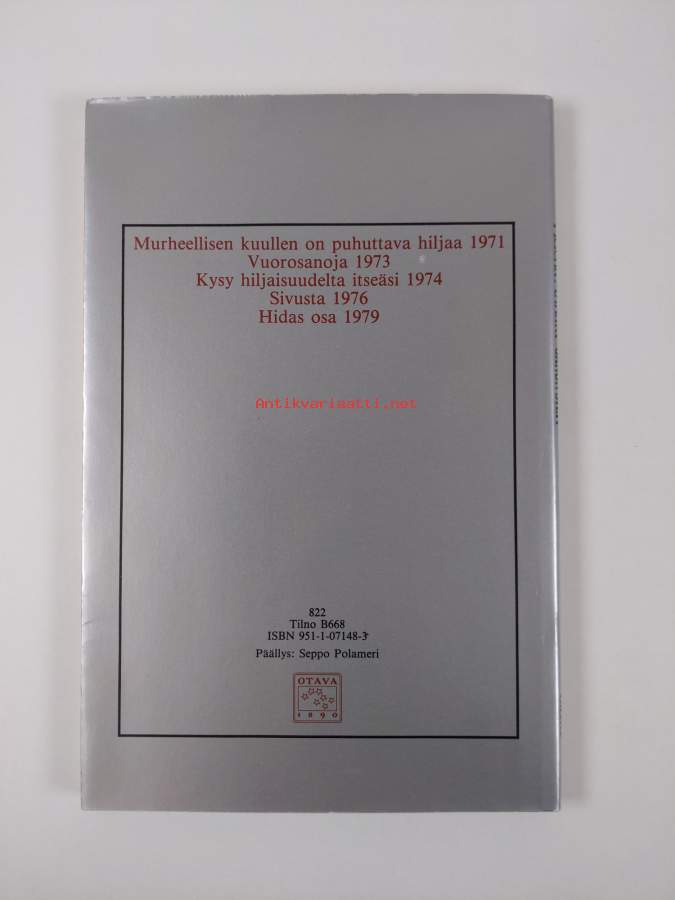 Murheellisen kuullen on puhuttava hiljaa 1971
Vuorosanoja 1973
Kysy hiljaisuudelta itseäsi 1974
Sivusta 1976
Hidas osa 1979
Antikvariaatti.net
822
Tilno B668
ISBN 951-1-07148-3
Päällys: Seppo Polameri
OTAVA
1890